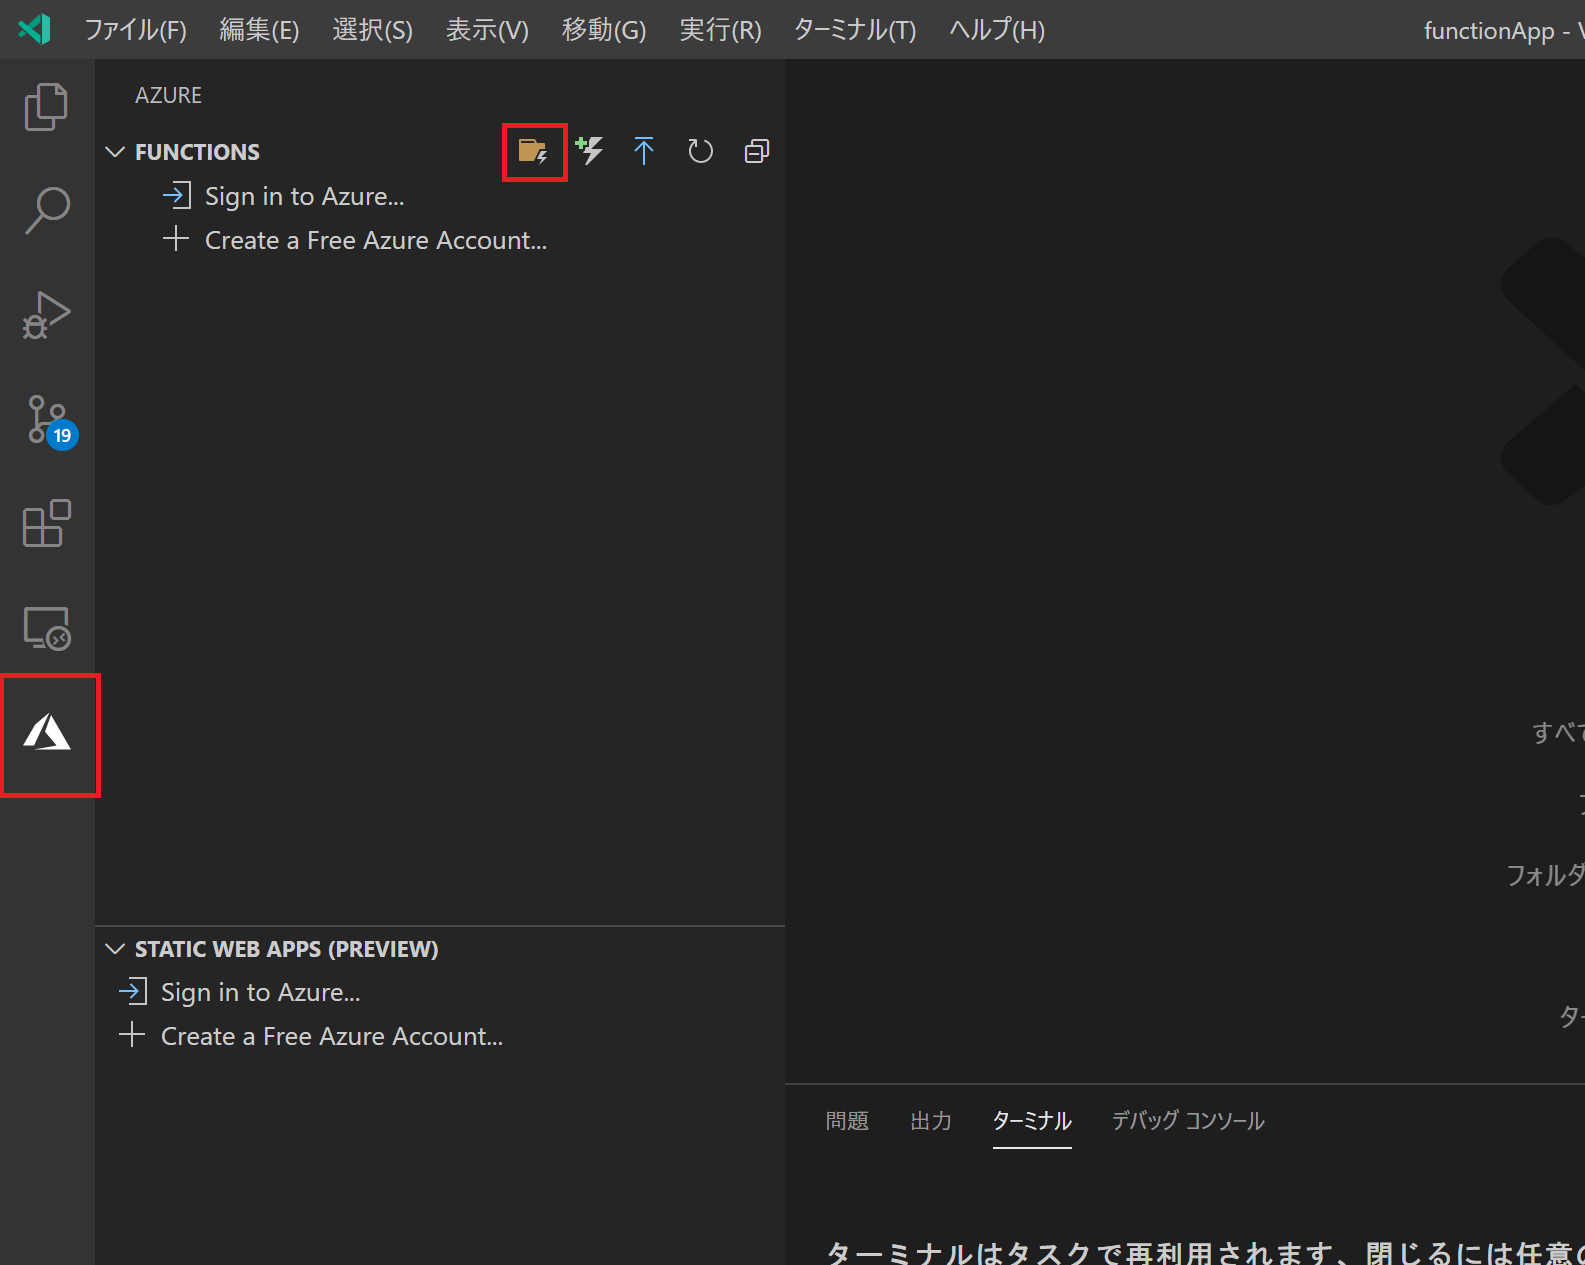 ファイル(F) 編集(E) 選択(S) 表示(V) 移動(G) 実行(R) ターミナル(T) ヘルプ(H) functionApp -
AZURE
FUNCTIONS
Sign in to Azure...
Create a Free Azure Account...
19
すべて
フォルダ
STATIC WEB APPS (PREVIEW)
Sign in to Azure...
Create a Free Azure Account...
ター
問題 出力 ターミナル デバッグ コンソール
ターミナルはタスクで再利用されます、閉じるには任意の